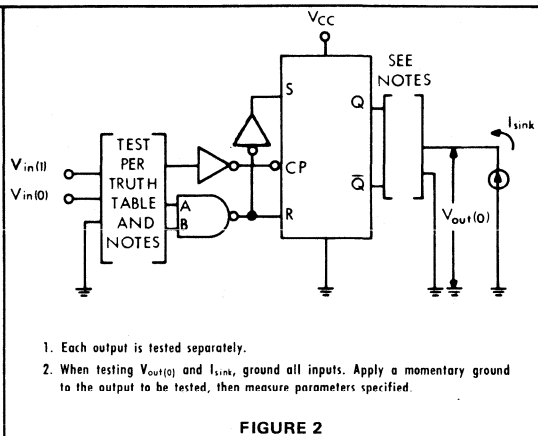 VCC
SEE
NOTES
S
Q
Isink
TEST
PER
TRUTH
TABLE
AND
NOTES
Vin(1)
Vin(0)
CP
A
B
R
Q̅
Vout(0)
1. Each output is tested separately.
2. When testing Vout(0) and Isink, ground all inputs. Apply a momentary ground
to the output to be tested, then measure parameters specified.
FIGURE 2